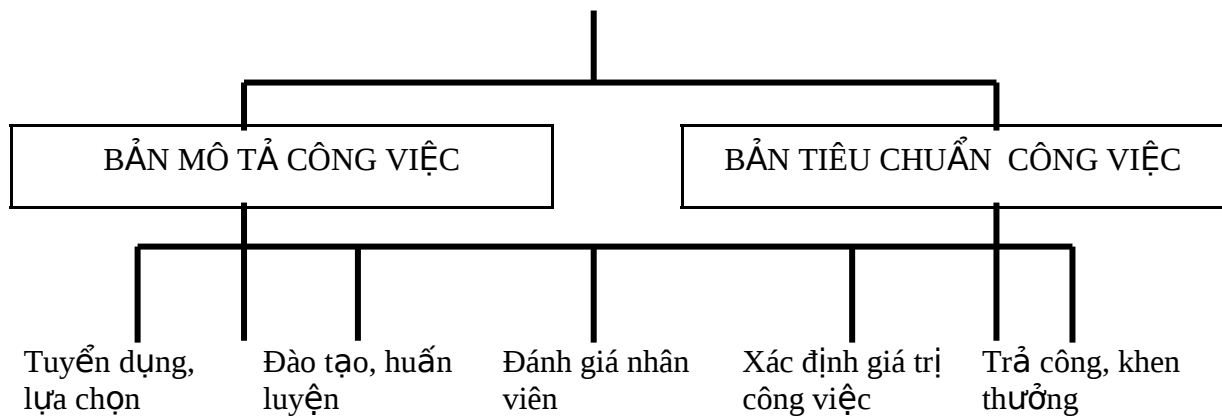 BẢN MÔ TẢ CÔNG VIỆC
BẢN TIÊU CHUẨN CÔNG VIỆC
Tuyển dụng,
lựa chọn
Đào tạo, huấn
luyện
Đánh giá nhân
viên
Xác định giá trị
công việc
Trả công, khen
thưởng